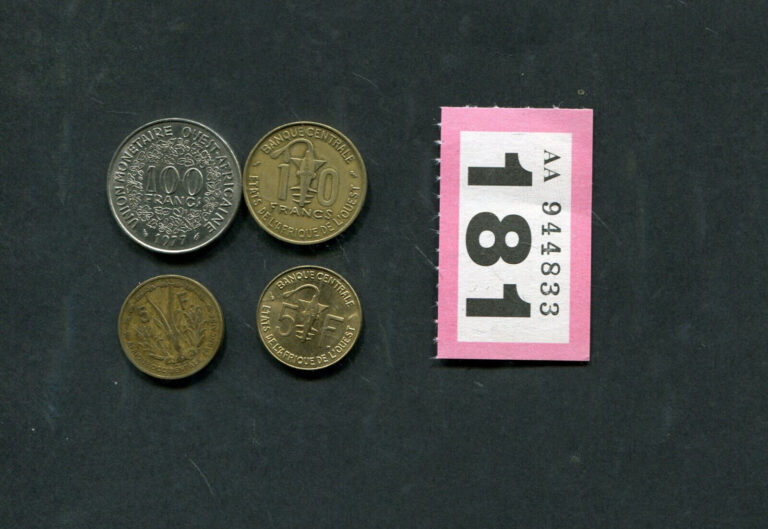 UNION MONÉTAIRE OUEST-AFRICAINE
100
FRANCS
1977
BANQUE CENTRALE
10
FRANCS
ETATS DE L'AFRIQUE DE L'OUEST
5 F
BANQUE CENTRALE
5 F
ETATS DE L'AFRIQUE DE L'OUEST
AA 944833
181